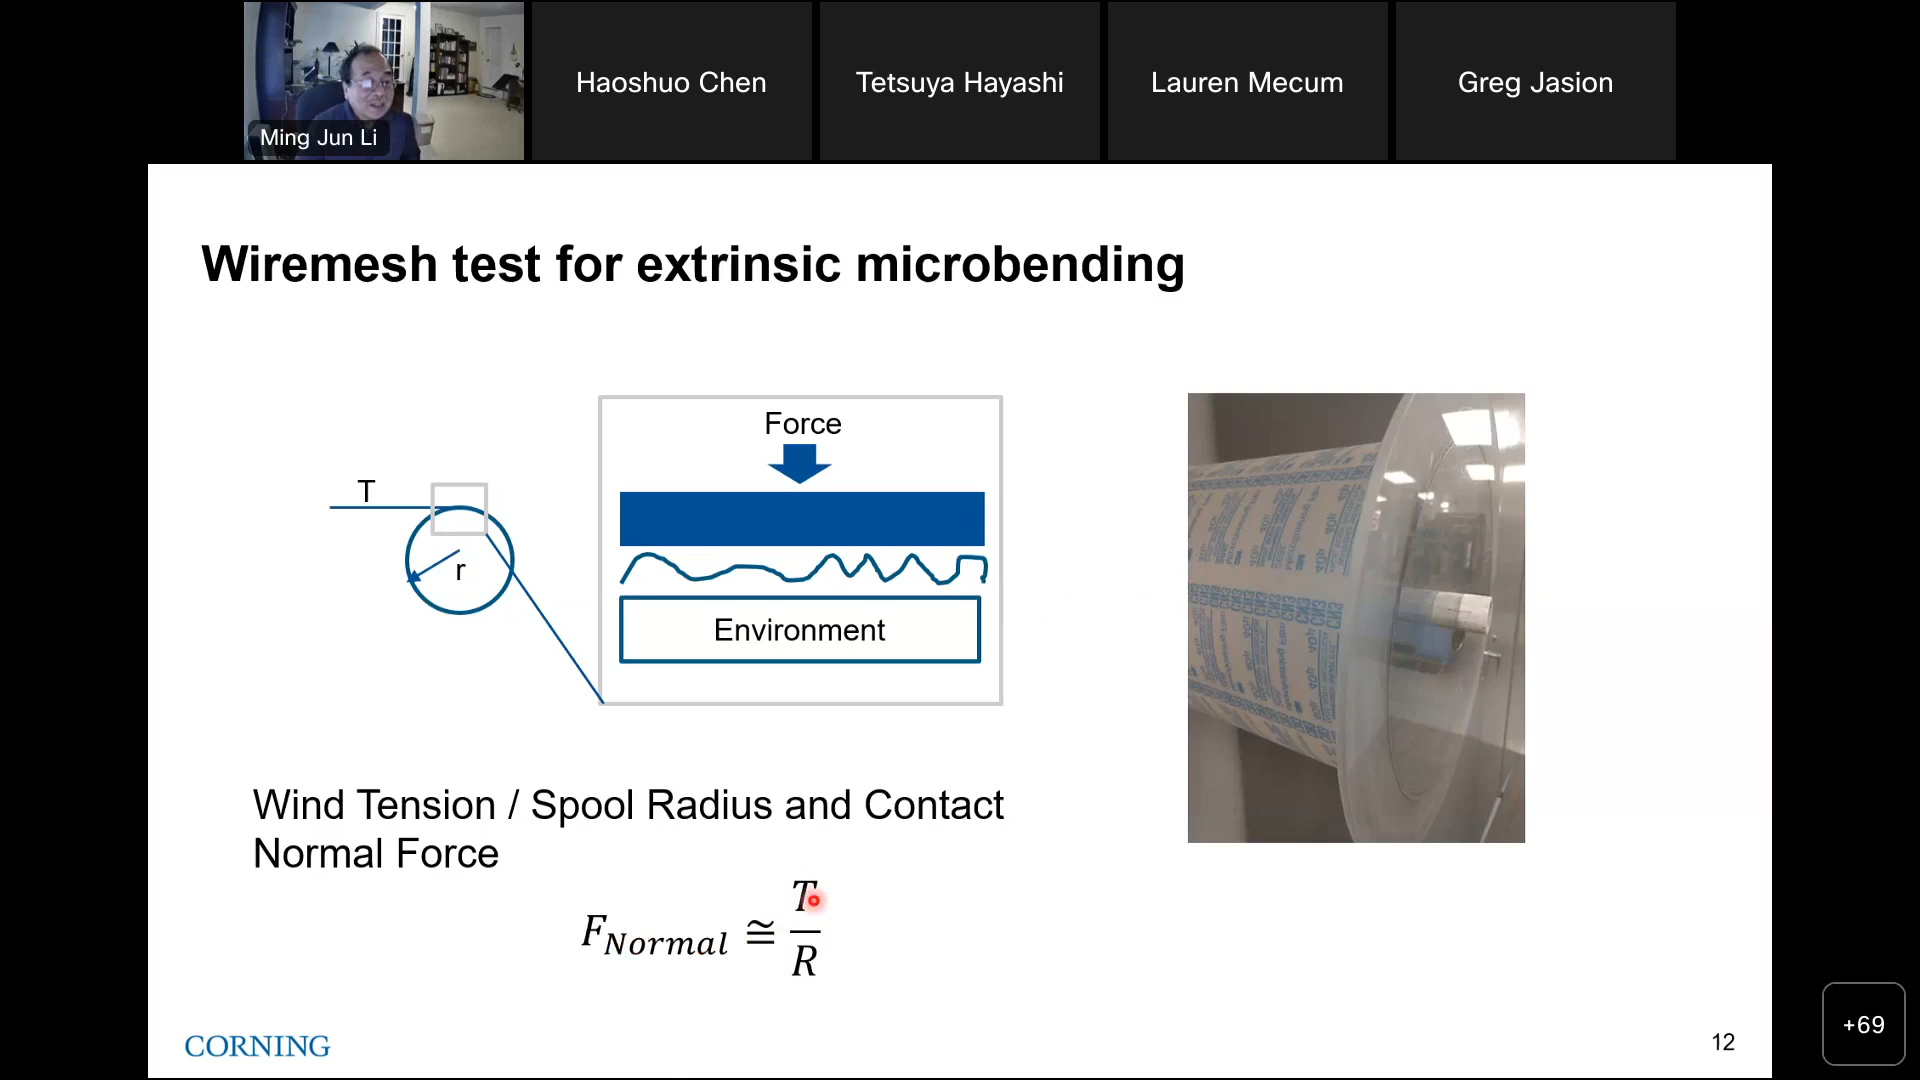 Ming Jun Li
Haoshuo Chen
Tetsuya Hayashi
Lauren Mecum
Greg Jasion
Wiremesh test for extrinsic microbending
T
r
Force
Environment
Wind Tension / Spool Radius and Contact
Normal Force
F_Normal ≅ T/R
CORNING
12
+69